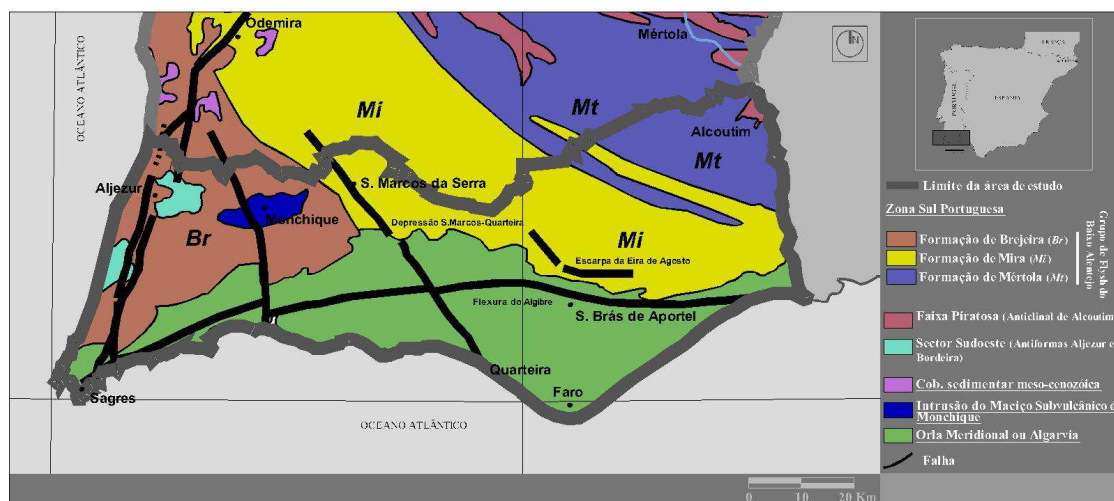 Odemira
Mértola
IN
OCEANO ATLÂNTICO
Mi
Mt
Alcoutim
Mt
Aljezur
S. Marcos da Serra
Monchique
Depressão S.Marcos-Quarteira
Br
Mi
Escarpa da Eira de Agosto
Flexura do Algibre
S. Brás de Aportel
Quarteira
Sagres
Faro
OCEANO ATLÂNTICO
FRANÇA
PORTUGAL
ESPANHA
Limite da área de estudo
Zona Sul Portuguesa
Formação de Brejeira (Br)
Formação de Mira (Mi)
Formação de Mértola (Mt)
Grupo de Flysh do
Baixo Alentejo
Faixa Piratosa (Anticlinal de Alcoutim
Sector Sudoeste (Antiformas Aljezur e
Bordeira)
Cob. sedimentar meso-cenozóica
Intrusão do Maciço Subvulcânico d
Monchique
Orla Meridional ou Algarvia
Falha
0 10 20 Km